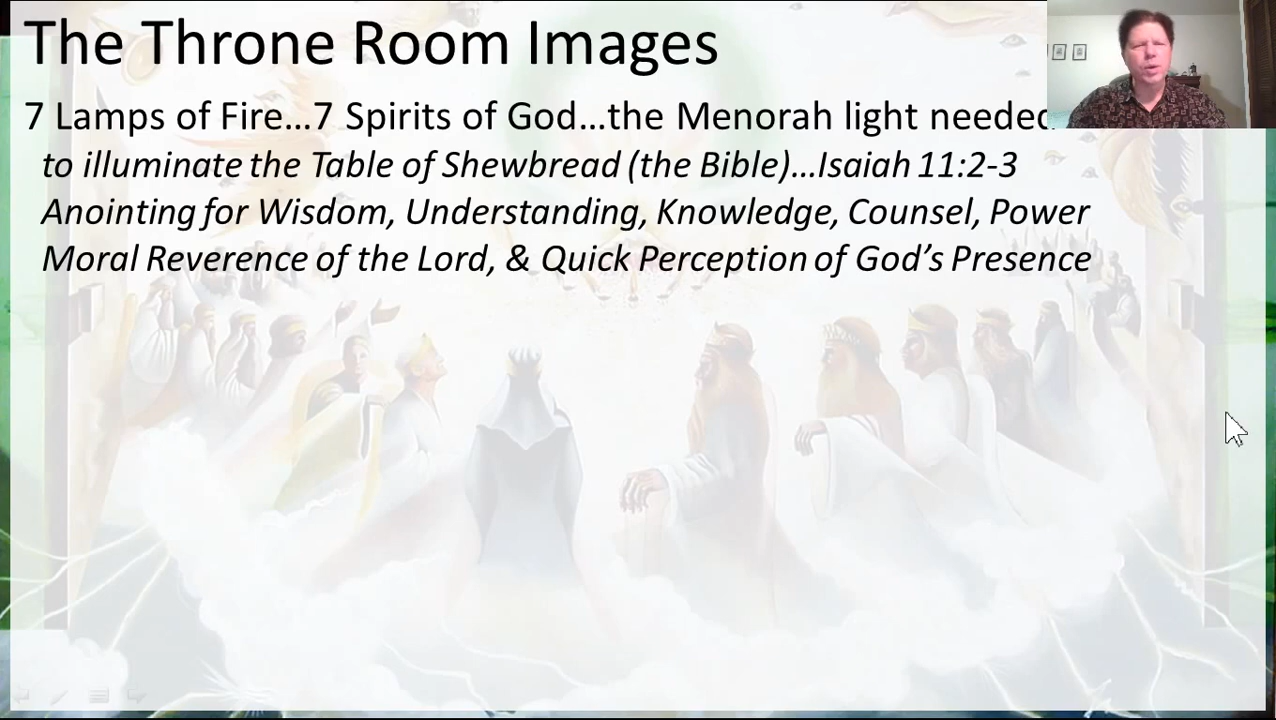 The Throne Room Images
7 Lamps of Fire...7 Spirits of God...the Menorah light needed
to illuminate the Table of Shewbread (the Bible)...Isaiah 11:2-3
Anointing for Wisdom, Understanding, Knowledge, Counsel, Power
Moral Reverence of the Lord, & Quick Perception of God’s Presence